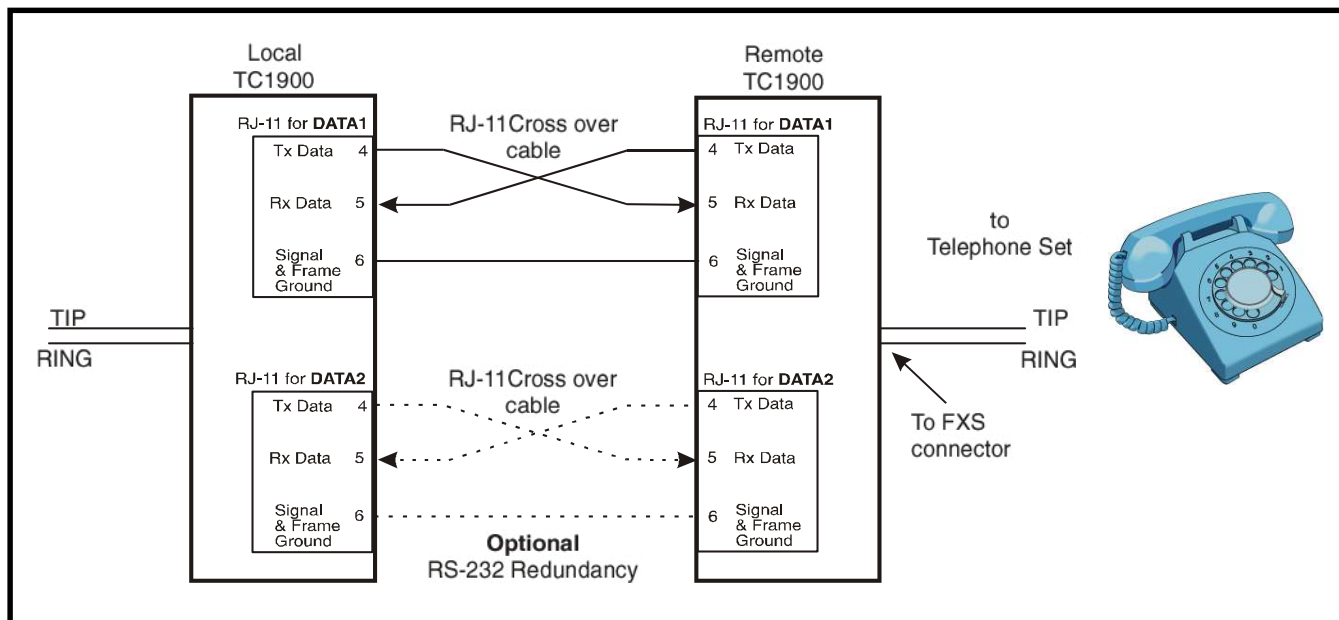 Local
TC1900
Remote
TC1900
RJ-11 for DATA1
Tx Data 4
Rx Data 5
Signal
& Frame 6
Ground
RJ-11Cross over
cable
RJ-11 for DATA1
4 Tx Data
5 Rx Data
Signal
6 & Frame
Ground
to
Telephone Set
TIP
RING
TIP
RING
RJ-11 for DATA2
Tx Data 4
Rx Data 5
Signal
& Frame 6
Ground
RJ-11Cross over
cable
RJ-11 for DATA2
4 Tx Data
5 Rx Data
Signal
6 & Frame
Ground
To FXS
connector
Optional
RS-232 Redundancy